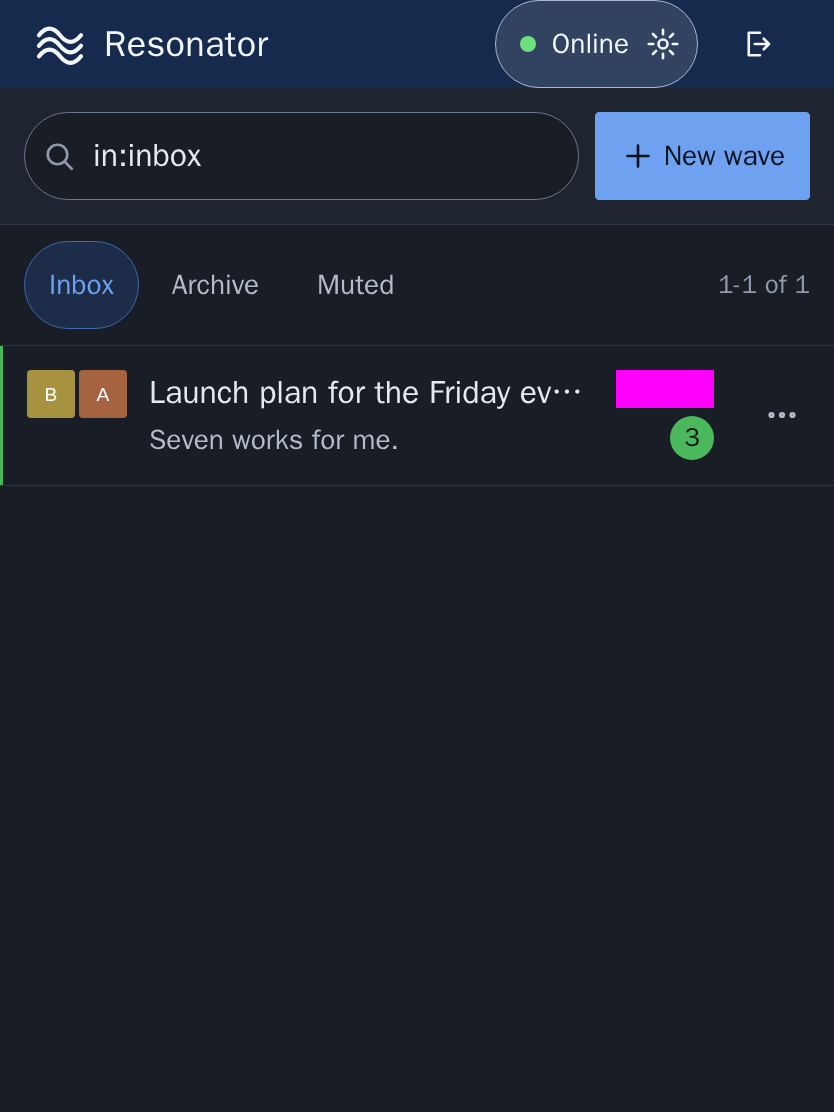 Resonator
Online
in:inbox
New wave
Inbox
Archive
Muted
1-1 of 1
B
A
Launch plan for the Friday ev…
Seven works for me.
3